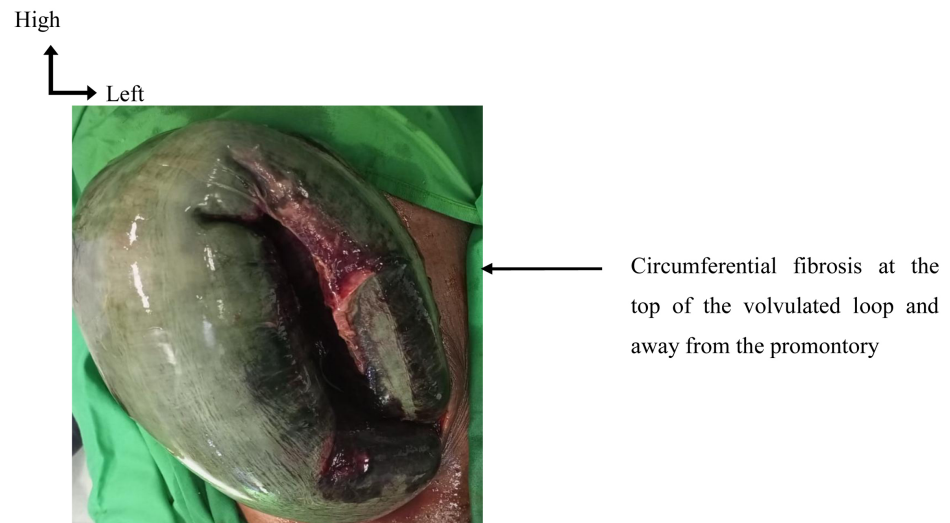 High
Left
Circumferential fibrosis at the
top of the volvulated loop and
away from the promontory